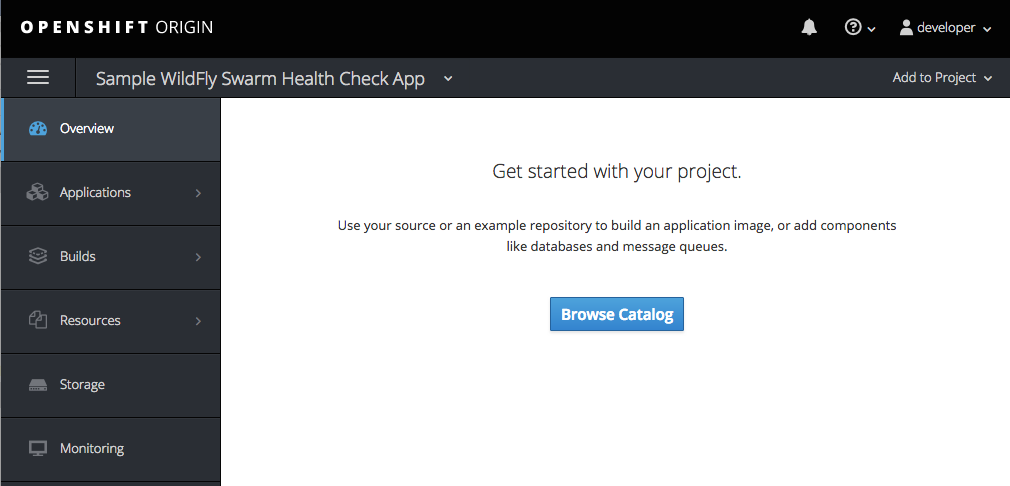 OPENSHIFT ORIGIN
developer
Sample WildFly Swarm Health Check App
Add to Project
Overview
Applications
Builds
Resources
Storage
Monitoring
Get started with your project.
Use your source or an example repository to build an application image, or add components
like databases and message queues.
Browse Catalog